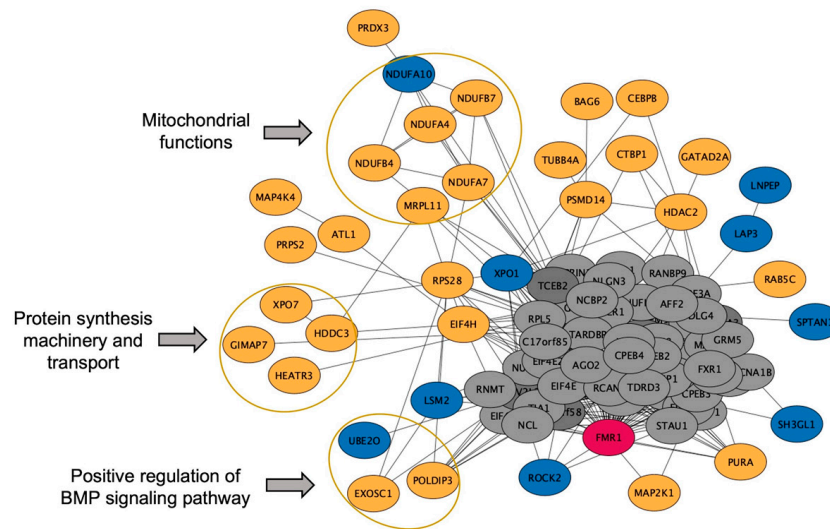 PRDX3
NDUFA10
NDUFB7
NDUFA4
NDUFB4
NDUFA7
MRPL11
Mitochondrial
functions
BAG6
CEBPB
TUBB4A
CTBP1
GATAD2A
PSMD14
HDAC2
LNPEP
LAP3
RAB5C
MAP4K4
ATL1
PRPS2
RPS28
XPO1
EIF4H
XPO7
HDDC3
GIMAP7
HEATR3
Protein synthesis
machinery and
transport
TCEB2
NLGN3
RANBP9
NCBP2
AFF2
RPL5
DLG4
GRM5
C17orf85
TARDBP
AGO2
CPEB4
FXR1
EIF4E
TDRD3
RNMT
NCL
STAU1
FMR1
LSM2
UBE2O
EXOSC1
POLDIP3
Positive regulation of
BMP signaling pathway
ROCK2
MAP2K1
PURA
SH3GL1